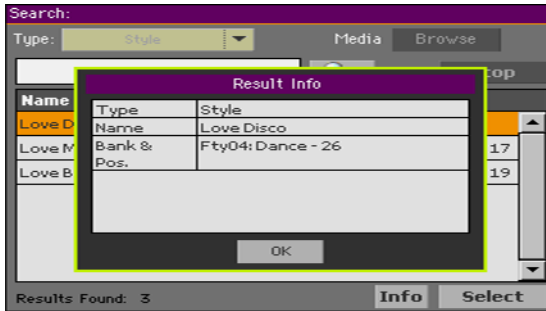 Search:
Type: Style Media Browse
op
Result Info
Name
Type Style
Love D
Name Love Disco
Love M
Bank & Fty04: Dance - 26
Pos.
17
Love B
19
OK
Results Found: 3 Info Select